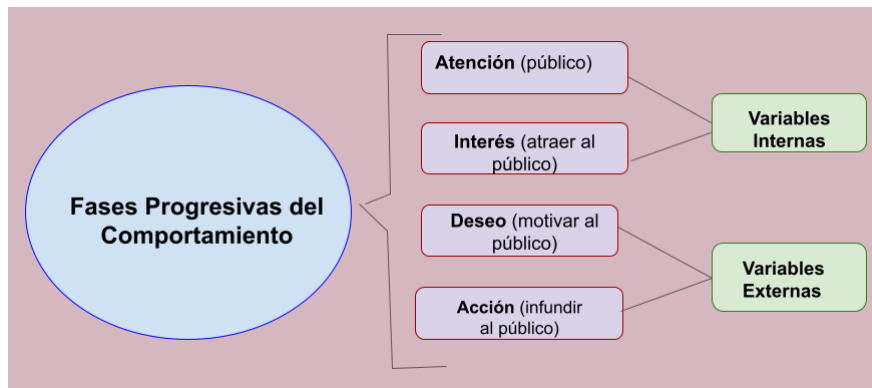 Fases Progresivas del
Comportamiento
Atención (público)
Interés (atraer al
público)
Deseo (motivar al
público)
Acción (infundir
al público)
Variables
Internas
Variables
Externas